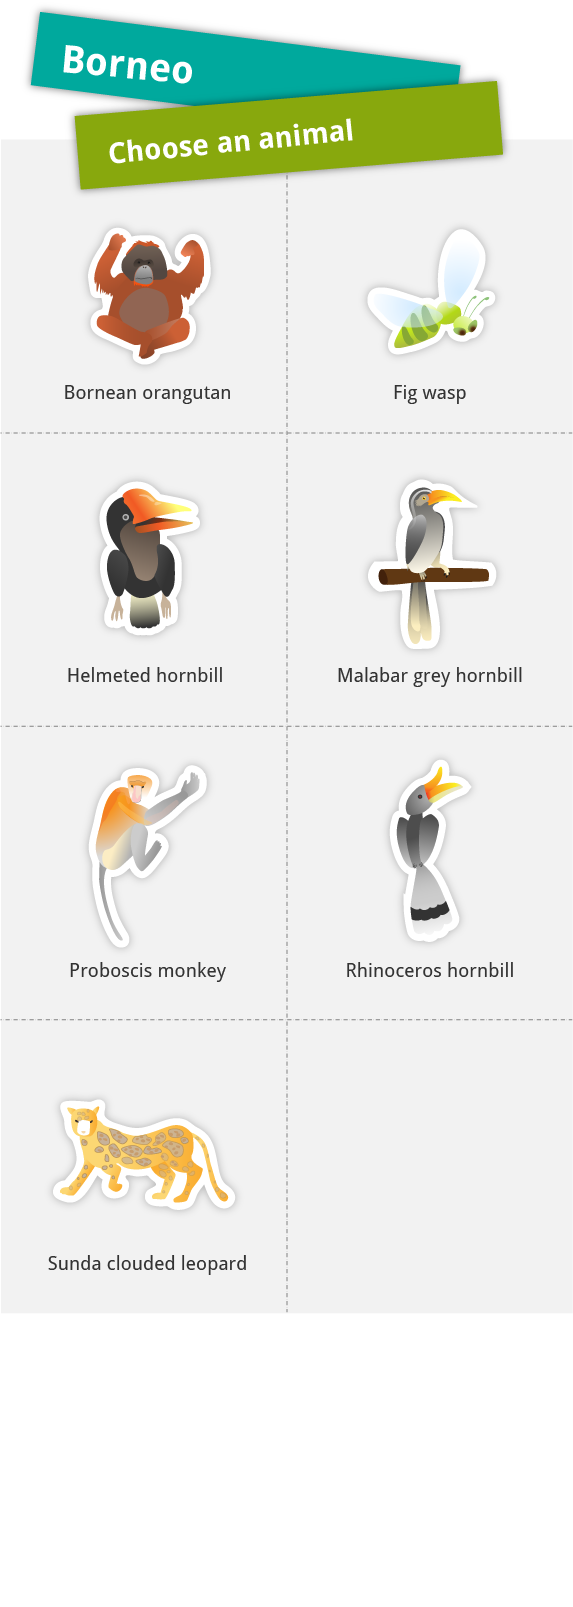 Borneo
Choose an animal
Bornean orangutan
Fig wasp
Helmeted hornbill
Malabar grey hornbill
Proboscis monkey
Rhinoceros hornbill
Sunda clouded leopard